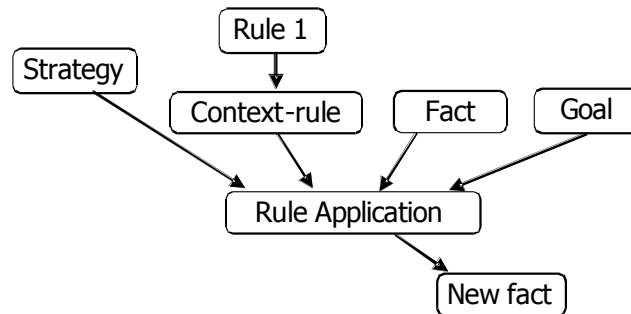 Rule 1
Strategy
Context-rule
Fact
Goal
Rule Application
New fact